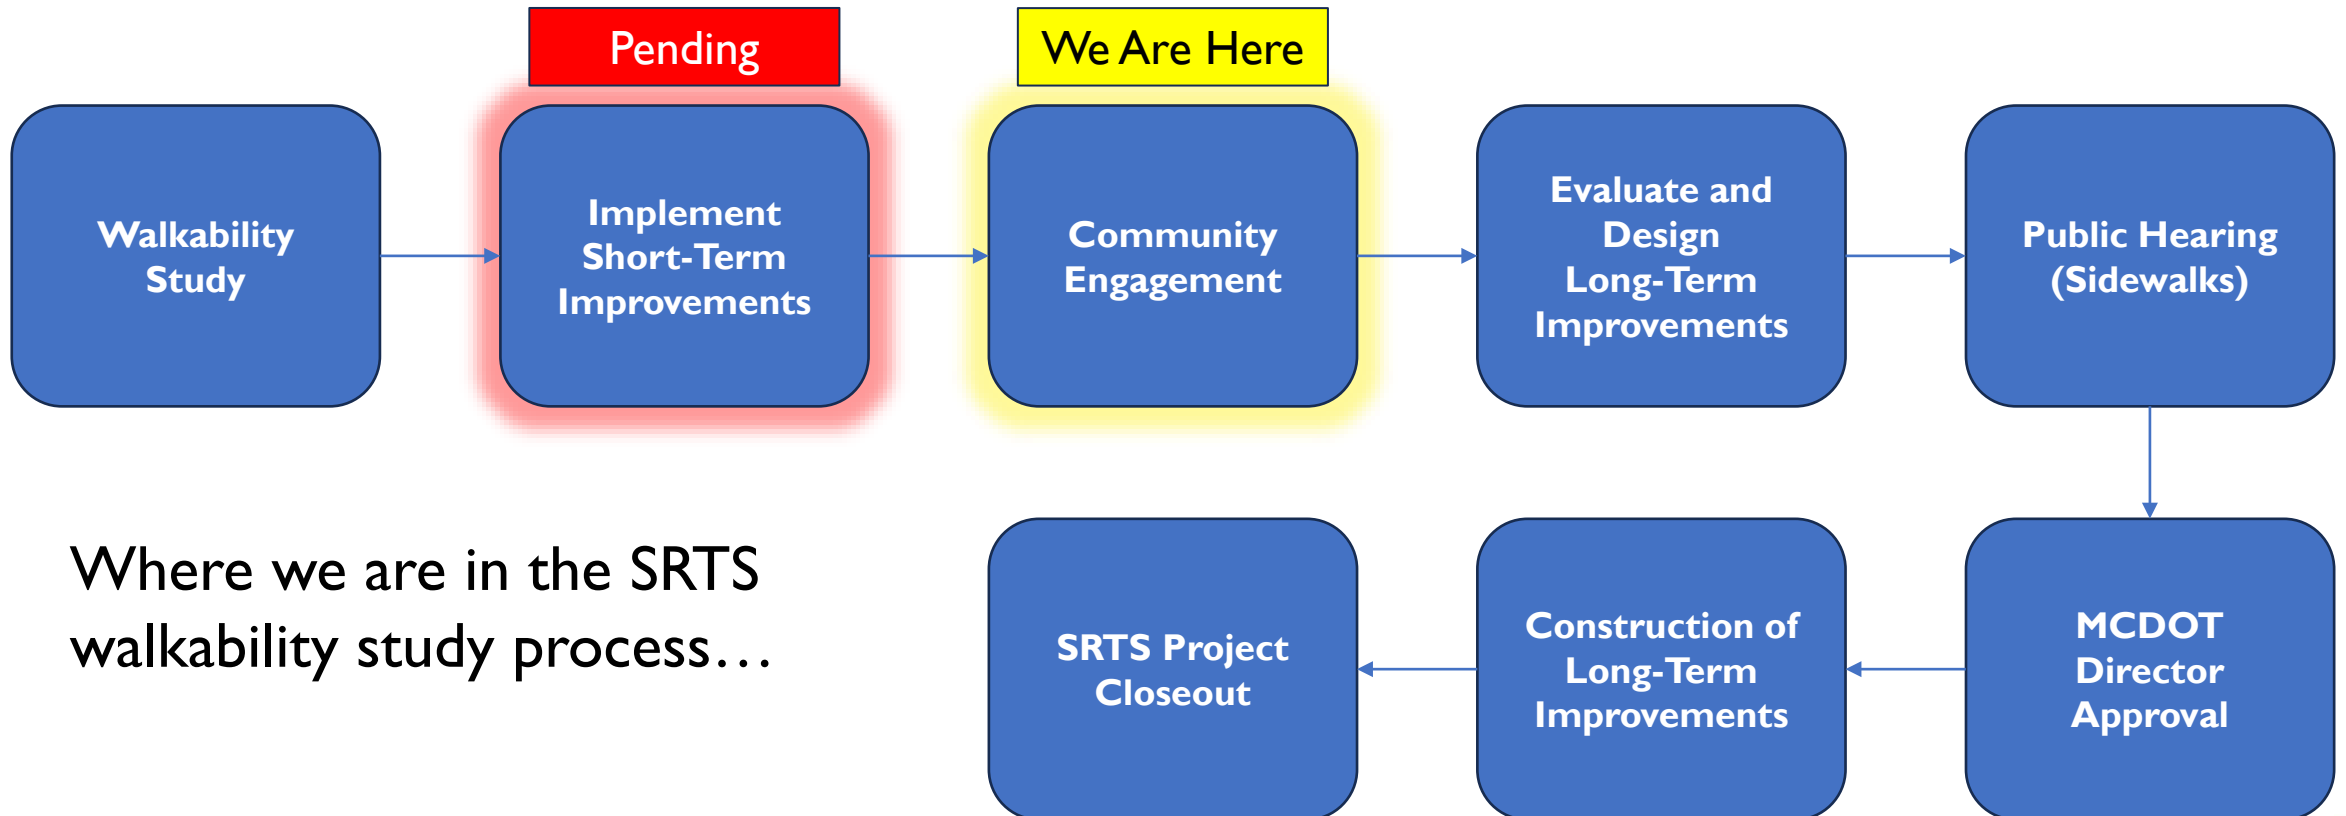 Pending
We Are Here
Walkability
Study
Implement
Short-Term
Improvements
Community
Engagement
Evaluate and
Design
Long-Term
Improvements
Public Hearing
(Sidewalks)
Where we are in the SRTS
walkability study process…
SRTS Project
Closeout
Construction of
Long-Term
Improvements
MCDOT
Director
Approval